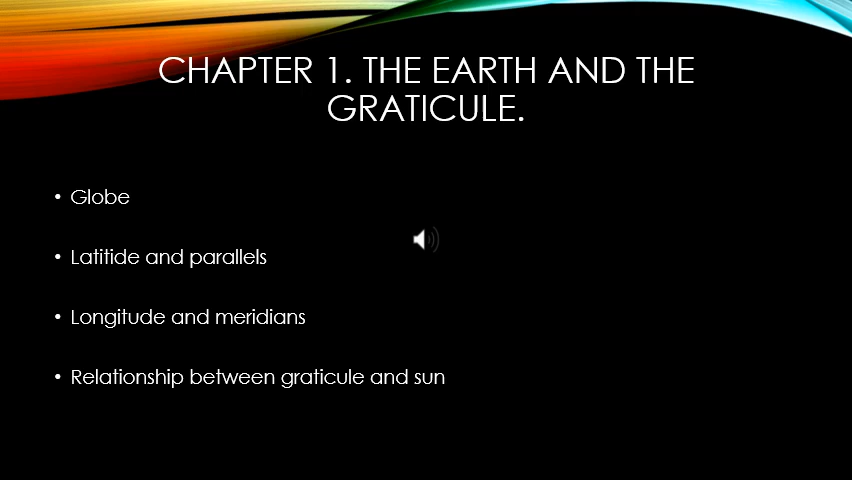 CHAPTER 1. THE EARTH AND THE
GRATICULE.
• Globe
• Latitide and parallels
• Longitude and meridians
• Relationship between graticule and sun